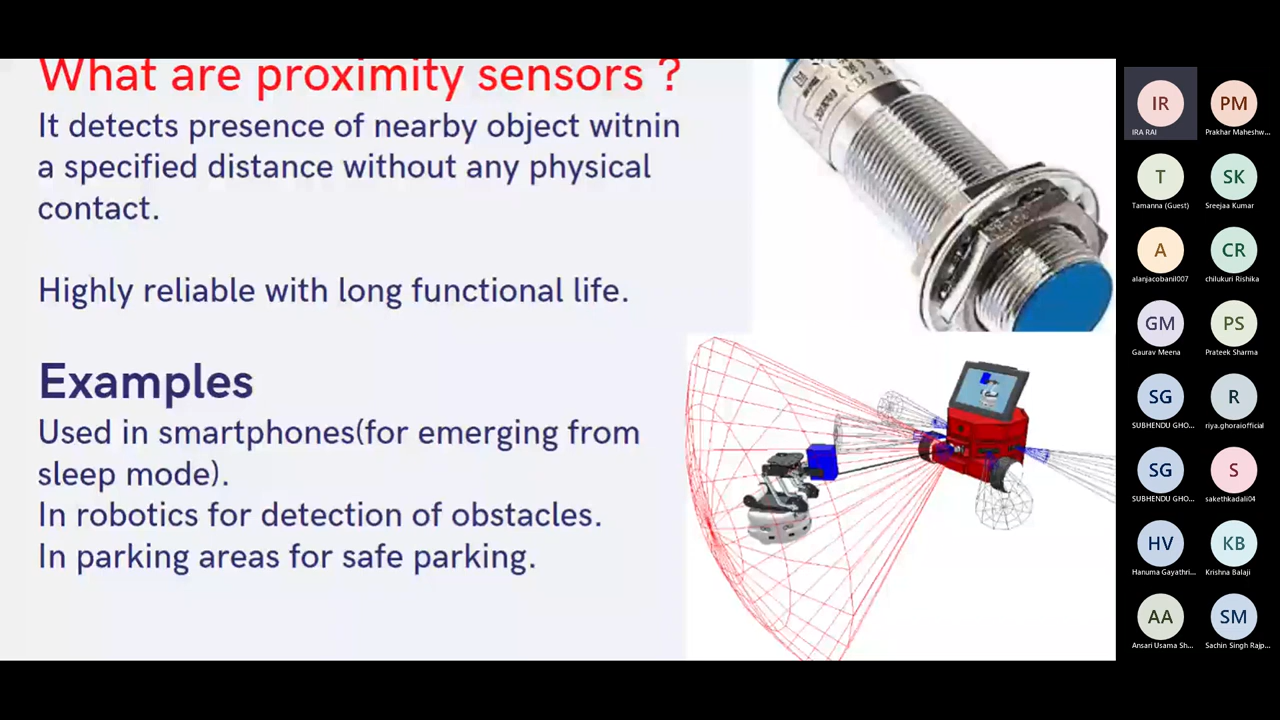 What are proximity sensors ?
It detects presence of nearby object witnin
a specified distance without any physical
contact.
Highly reliable with long functional life.
Examples
Used in smartphones(for emerging from
sleep mode).
In robotics for detection of obstacles.
In parking areas for safe parking.
IR
IRA RAI
PM
Prakhar Maheshw...
T
Tamanna (Guest)
SK
Sreejaa Kumar
A
alanjacobanil007
CR
chilukuri Rishika
GM
Gaurav Meena
PS
Prateek Sharma
SG
SUBHENDU GHO...
R
riya.ghoraiofficial
SG
SUBHENDU GHO...
S
sakethkadali04
HV
Hanuma Gayathri...
KB
Krishna Balaji
AA
Ansari Usama Sh...
SM
Sachin Singh Rajp...